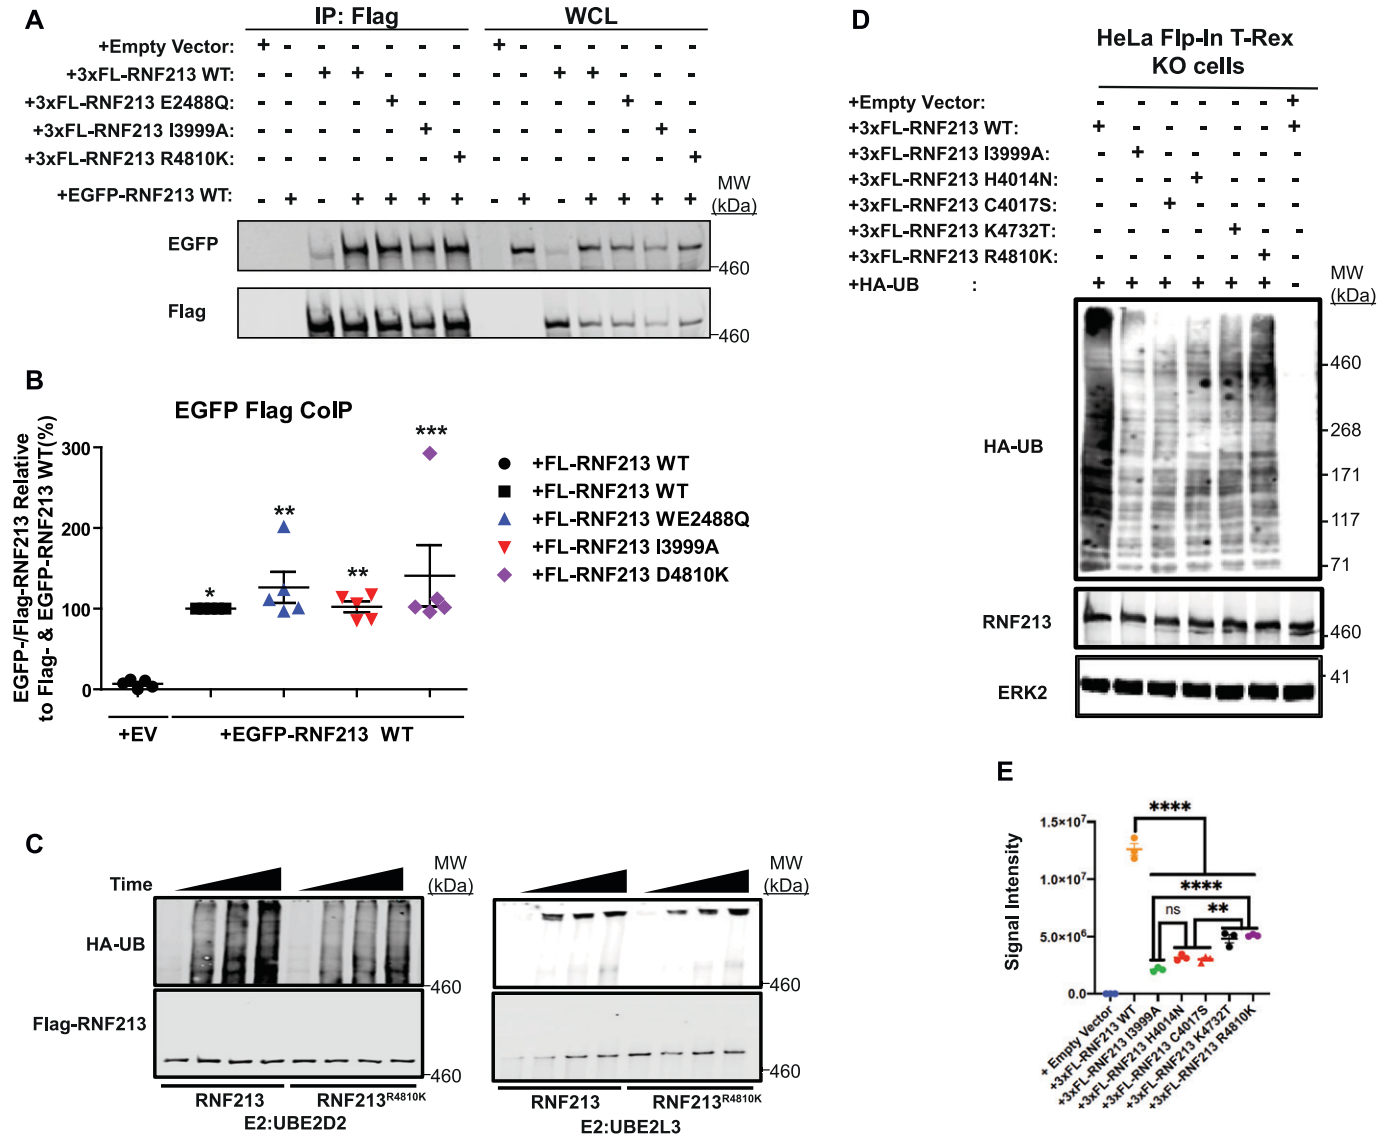 A
IP: Flag
WCL
+Empty Vector: + - - - - - - + - - - - - -
+3xFL-RNF213 WT: - - + + - - - - - + + - - -
+3xFL-RNF213 E2488Q: - - - - + - - - - - - + - -
+3xFL-RNF213 I3999A: - - - - - + - - - - - - + -
+3xFL-RNF213 R4810K: - - - - - - + - - - - - - +
+EGFP-RNF213 WT: - + - + + + + - + - + + + +
MW
(kDa)
EGFP
460
Flag
460
B
EGFP Flag CoIP
EGFP-/Flag-RNF213 Relative
to Flag- & EGFP-RNF213 WT(%)
300
200
100
0
*
**
**
***
+EV
+EGFP-RNF213 WT
+FL-RNF213 WT
+FL-RNF213 WT
+FL-RNF213 WE2488Q
+FL-RNF213 I3999A
+FL-RNF213 D4810K
C
Time
MW
(kDa)
MW
(kDa)
HA-UB
460
460
Flag-RNF213
460
460
RNF213
RNF213R4810K
E2:UBE2D2
RNF213
RNF213R4810K
E2:UBE2L3
D
HeLa Flp-In T-Rex
KO cells
+Empty Vector: - - - - - - +
+3xFL-RNF213 WT: + - - - - - +
+3xFL-RNF213 I3999A: - + - - - - -
+3xFL-RNF213 H4014N: - - - + - - -
+3xFL-RNF213 C4017S: - - + - - - -
+3xFL-RNF213 K4732T: - - - - + - -
+3xFL-RNF213 R4810K: - - - - - + -
+HA-UB : + + + + + + -
MW
(kDa)
HA-UB
460
268
171
117
71
RNF213
460
ERK2
41
E
Signal Intensity
1.5×10⁷
1.0×10⁷
5.0×10⁶
0.0
****
****
ns
**
+ Empty Vector
+3xFL-RNF213 WT
+3xFL-RNF213 I3999A
+3xFL-RNF213 H4014N
+3xFL-RNF213 C4017S
+3xFL-RNF213 K4732T
+3xFL-RNF213 R4810K